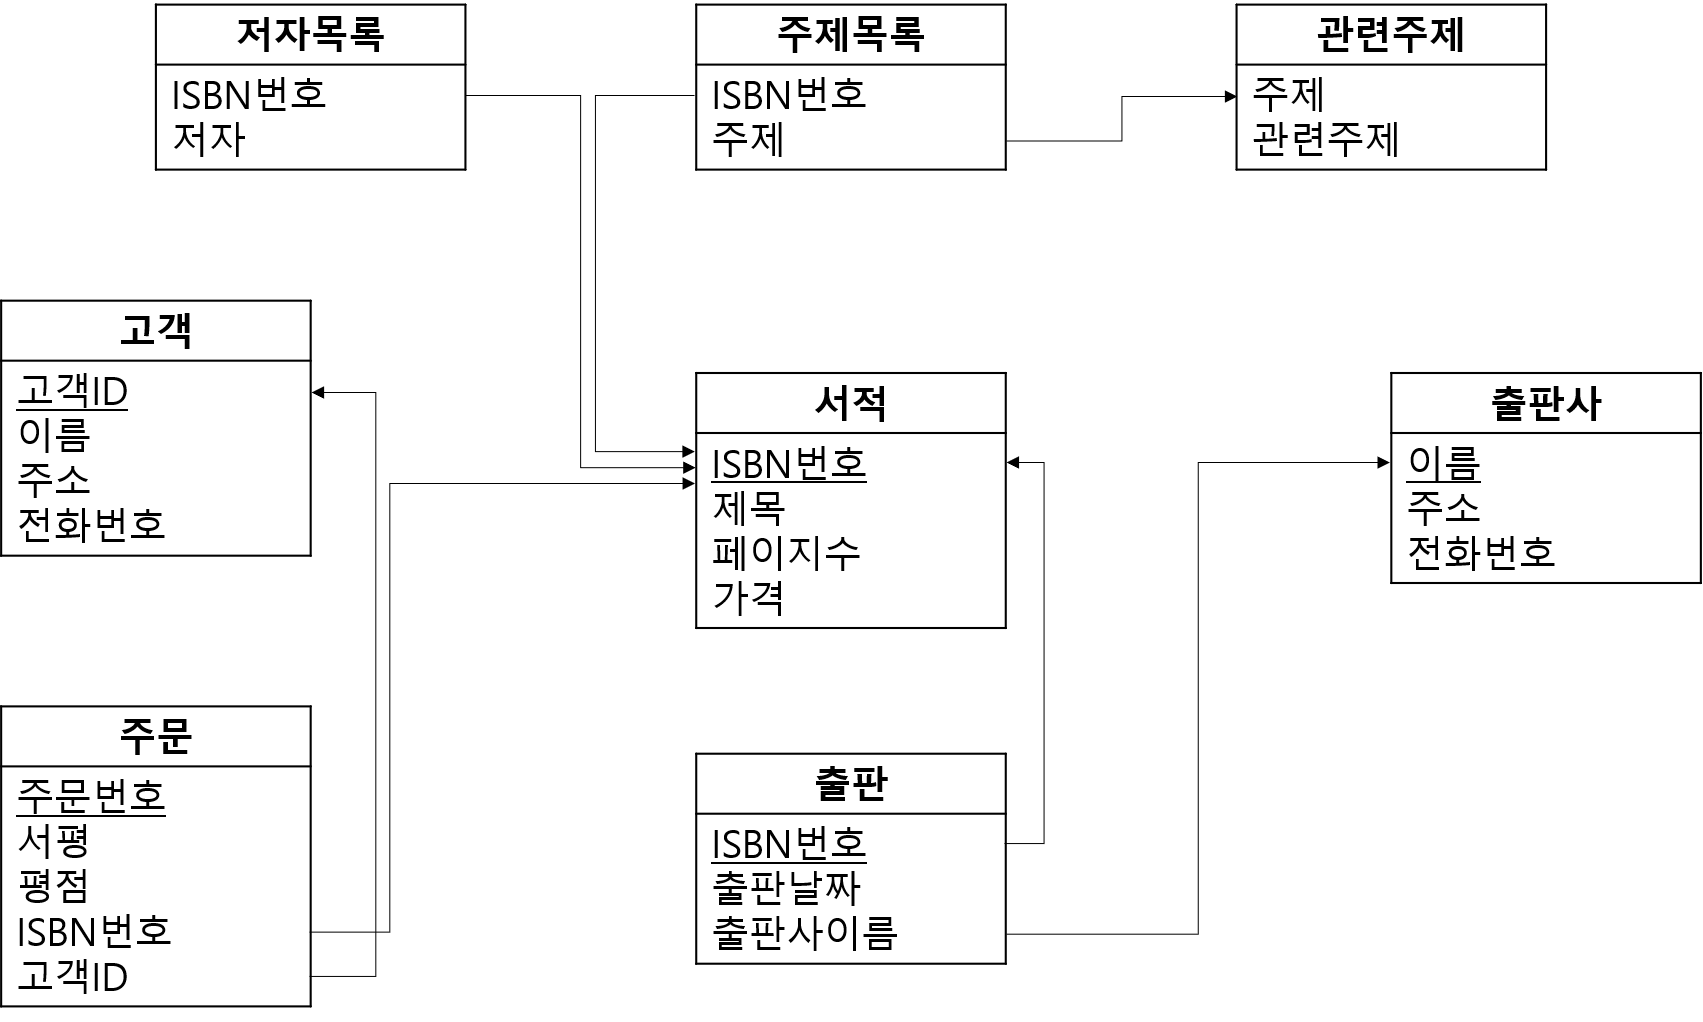 저자목록
ISBN번호
저자
주제목록
ISBN번호
주제
관련주제
주제
관련주제
고객
고객ID
이름
주소
전화번호
서적
ISBN번호
제목
페이지수
가격
출판사
이름
주소
전화번호
주문
주문번호
서평
평점
ISBN번호
고객ID
출판
ISBN번호
출판날짜
출판사이름